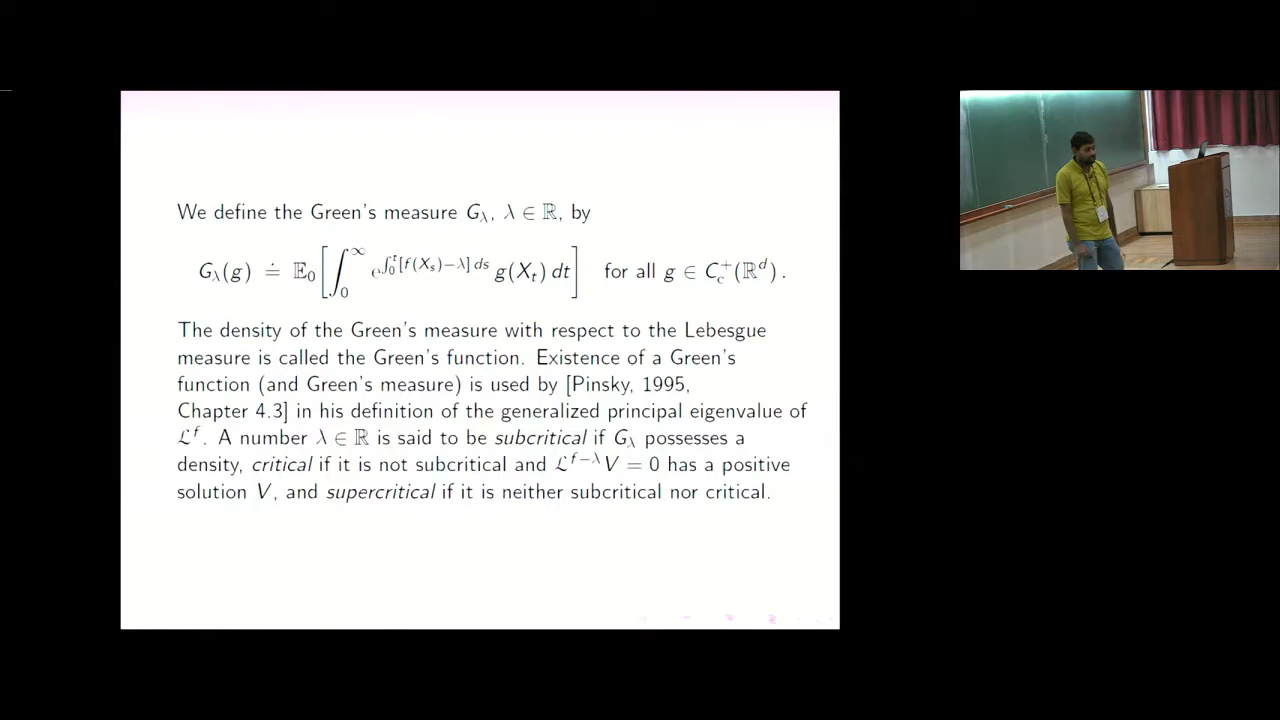 We define the Green's measure G_λ, λ ∈ ℝ, by
G_λ(g) ≐ 𝔼_0[∫_0^∞ e^{∫_0^t [f(X_s)−λ] ds} g(X_t) dt] for all g ∈ C_c^+(ℝ^d).
The density of the Green's measure with respect to the Lebesgue
measure is called the Green's function. Existence of a Green's
function (and Green's measure) is used by [Pinsky, 1995,
Chapter 4.3] in his definition of the generalized principal eigenvalue of
ℒ^f. A number λ ∈ ℝ is said to be subcritical if G_λ possesses a
density, critical if it is not subcritical and ℒ^{f−λ}V = 0 has a positive
solution V, and supercritical if it is neither subcritical nor critical.